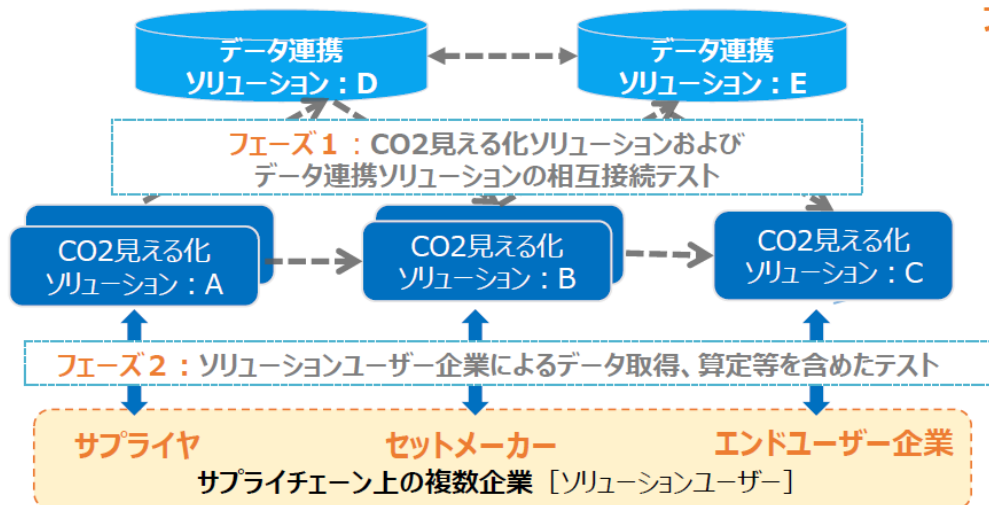 データ連携
ソリューション：D
データ連携
ソリューション：E
フェーズ１：CO2見える化ソリューションおよび
データ連携ソリューションの相互接続テスト
CO2見える化
ソリューション：A
CO2見える化
ソリューション：B
CO2見える化
ソリューション：C
フェーズ２：ソリューションユーザー企業によるデータ取得、算定等を含めたテスト
サプライヤ
セットメーカー
エンドユーザー企業
サプライチェーン上の複数企業［ソリューションユーザー］